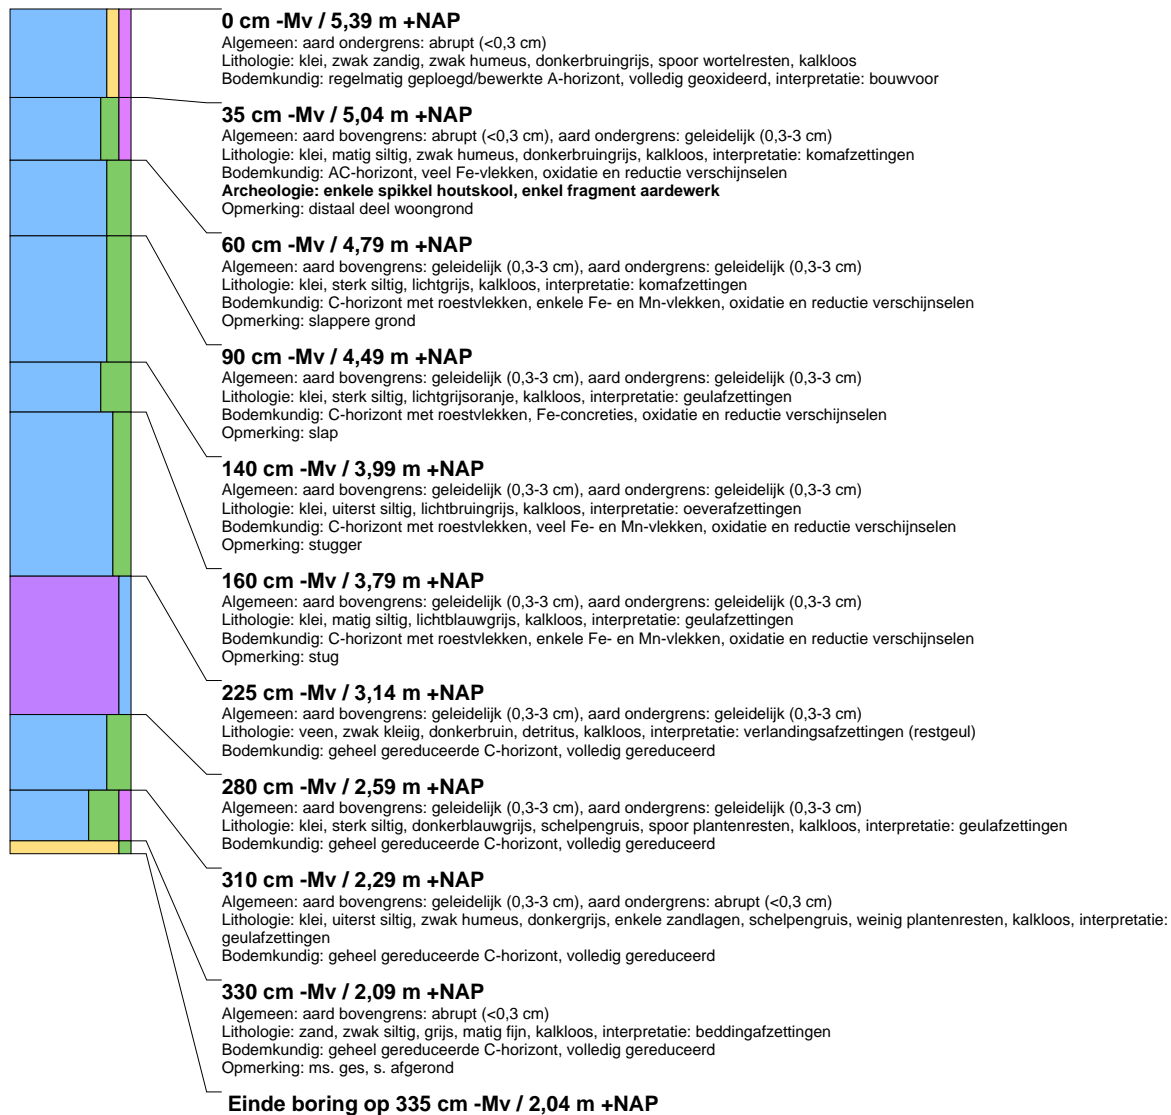 0 cm -Mv / 5,39 m +NAP
Algemeen: aard ondergrens: abrupt (<0,3 cm)
Lithologie: klei, zwak zandig, zwak humeus, donkerbruingrijs, spoor wortelresten, kalkloos
Bodemkundig: regelmatig geploegd/bewerkte A-horizont, volledig geoxideerd, interpretatie: bouwvoor
35 cm -Mv / 5,04 m +NAP
Algemeen: aard bovengrens: abrupt (<0,3 cm), aard ondergrens: geleidelijk (0,3-3 cm)
Lithologie: klei, matig siltig, zwak humeus, donkerbruingrijs, kalkloos, interpretatie: komafzettingen
Bodemkundig: AC-horizont, veel Fe-vlekken, oxidatie en reductie verschijnselen
Archeologie: enkele spikkel houtskool, enkel fragment aardewerk
Opmerking: distaal deel woongrond
60 cm -Mv / 4,79 m +NAP
Algemeen: aard bovengrens: geleidelijk (0,3-3 cm), aard ondergrens: geleidelijk (0,3-3 cm)
Lithologie: klei, sterk siltig, lichtgrijs, kalkloos, interpretatie: komafzettingen
Bodemkundig: C-horizont met roestvlekken, enkele Fe- en Mn-vlekken, oxidatie en reductie verschijnselen
Opmerking: slappere grond
90 cm -Mv / 4,49 m +NAP
Algemeen: aard bovengrens: geleidelijk (0,3-3 cm), aard ondergrens: geleidelijk (0,3-3 cm)
Lithologie: klei, sterk siltig, lichtgrijsoranje, kalkloos, interpretatie: geulafzettingen
Bodemkundig: C-horizont met roestvlekken, Fe-concreties, oxidatie en reductie verschijnselen
Opmerking: slap
140 cm -Mv / 3,99 m +NAP
Algemeen: aard bovengrens: geleidelijk (0,3-3 cm), aard ondergrens: geleidelijk (0,3-3 cm)
Lithologie: klei, uiterst siltig, lichtbruingrijs, kalkloos, interpretatie: oeverafzettingen
Bodemkundig: C-horizont met roestvlekken, veel Fe- en Mn-vlekken, oxidatie en reductie verschijnselen
Opmerking: stugger
160 cm -Mv / 3,79 m +NAP
Algemeen: aard bovengrens: geleidelijk (0,3-3 cm), aard ondergrens: geleidelijk (0,3-3 cm)
Lithologie: klei, matig siltig, lichtblauwgrijs, kalkloos, interpretatie: geulafzettingen
Bodemkundig: C-horizont met roestvlekken, enkele Fe- en Mn-vlekken, oxidatie en reductie verschijnselen
Opmerking: stug
225 cm -Mv / 3,14 m +NAP
Algemeen: aard bovengrens: geleidelijk (0,3-3 cm), aard ondergrens: geleidelijk (0,3-3 cm)
Lithologie: veen, zwak kleiig, donkerbruin, detritus, kalkloos, interpretatie: verlandingsafzettingen (restgeul)
Bodemkundig: geheel gereduceerde C-horizont, volledig gereduceerd
280 cm -Mv / 2,59 m +NAP
Algemeen: aard bovengrens: geleidelijk (0,3-3 cm), aard ondergrens: geleidelijk (0,3-3 cm)
Lithologie: klei, sterk siltig, donkerblauwgrijs, schelpengruis, spoor plantenresten, kalkloos, interpretatie: geulafzettingen
Bodemkundig: geheel gereduceerde C-horizont, volledig gereduceerd
310 cm -Mv / 2,29 m +NAP
Algemeen: aard bovengrens: geleidelijk (0,3-3 cm), aard ondergrens: abrupt (<0,3 cm)
Lithologie: klei, uiterst siltig, zwak humeus, donkergrijs, enkele zandlagen, schelpengruis, weinig plantenresten, kalkloos, interpretatie:
geulafzettingen
Bodemkundig: geheel gereduceerde C-horizont, volledig gereduceerd
330 cm -Mv / 2,09 m +NAP
Algemeen: aard bovengrens: abrupt (<0,3 cm)
Lithologie: zand, zwak siltig, grijs, matig fijn, kalkloos, interpretatie: beddingafzettingen
Bodemkundig: geheel gereduceerde C-horizont, volledig gereduceerd
Opmerking: ms. ges, s. afgerond
Einde boring op 335 cm -Mv / 2,04 m +NAP